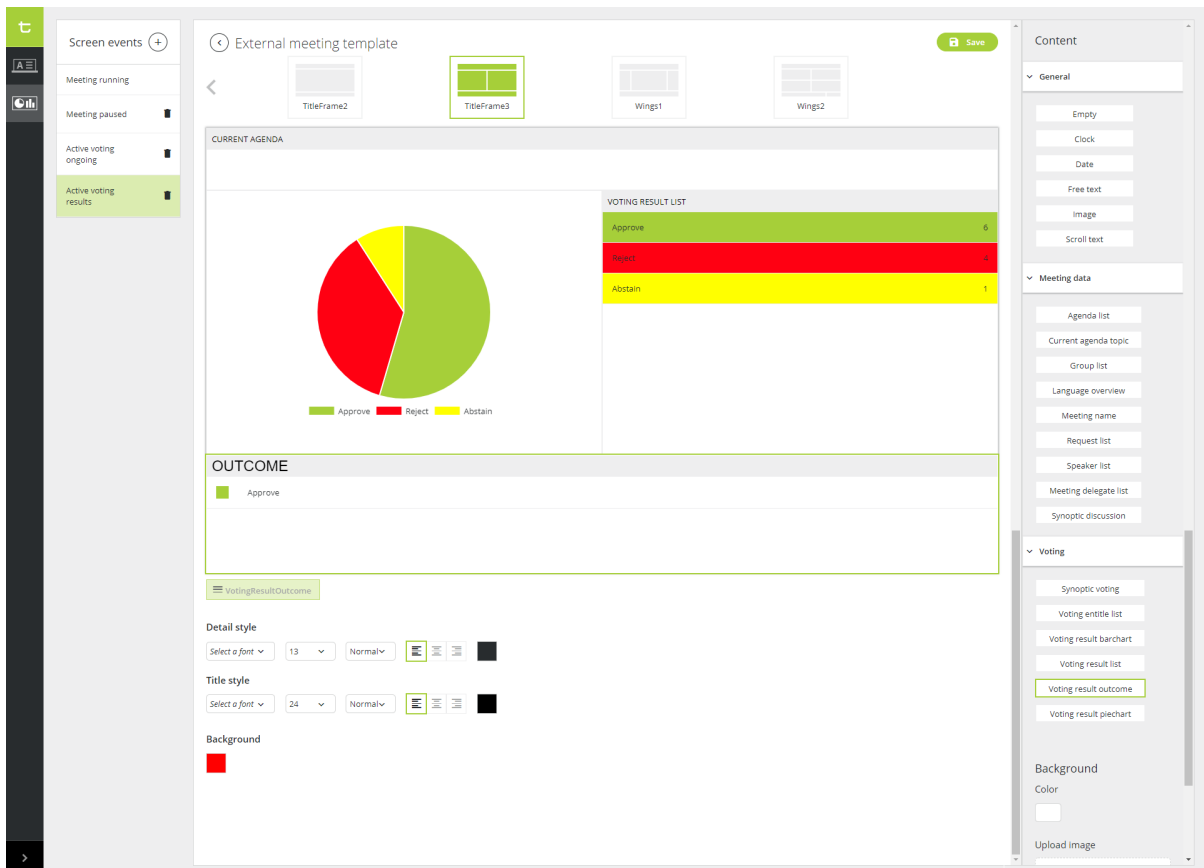 Screen events
Meeting running
Meeting paused
Active voting
ongoing
Active voting
results
External meeting template
Save
TitleFrame2
TitleFrame3
Wings1
Wings2
CURRENT AGENDA
Approve
Reject
Abstain
VOTING RESULT LIST
Approve 6
Reject 4
Abstain 1
OUTCOME
Approve
VotingResultOutcome
Detail style
Select a font 13 Normal
Title style
Select a font 24 Normal
Background
Content
General
Empty
Clock
Date
Free text
Image
Scroll text
Meeting data
Agenda list
Current agenda topic
Group list
Language overview
Meeting name
Request list
Speaker list
Meeting delegate list
Synoptic discussion
Voting
Synoptic voting
Voting entitle list
Voting result barchart
Voting result list
Voting result outcome
Voting result piechart
Background
Color
Upload image